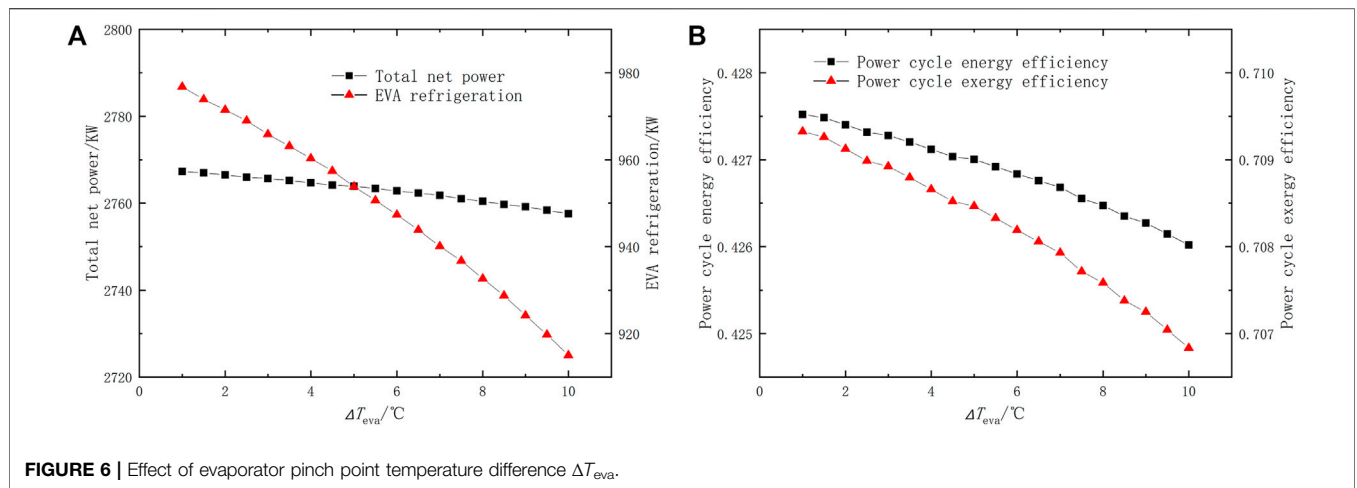 A
Total net power/KW
2800
2780
2760
2740
2720
Total net power
EVA refrigeration
980
960
940
920
EVA refrigeration/KW
0 2 4 6 8 10
ΔTeva/℃
B
Power cycle energy efficiency
0.428
0.427
0.426
0.425
Power cycle energy efficiency
Power cycle exergy efficiency
0.710
0.709
0.708
0.707
Power cycle exergy efficiency
0 2 4 6 8 10
ΔTeva/℃
FIGURE 6 | Effect of evaporator pinch point temperature difference ΔTeva.